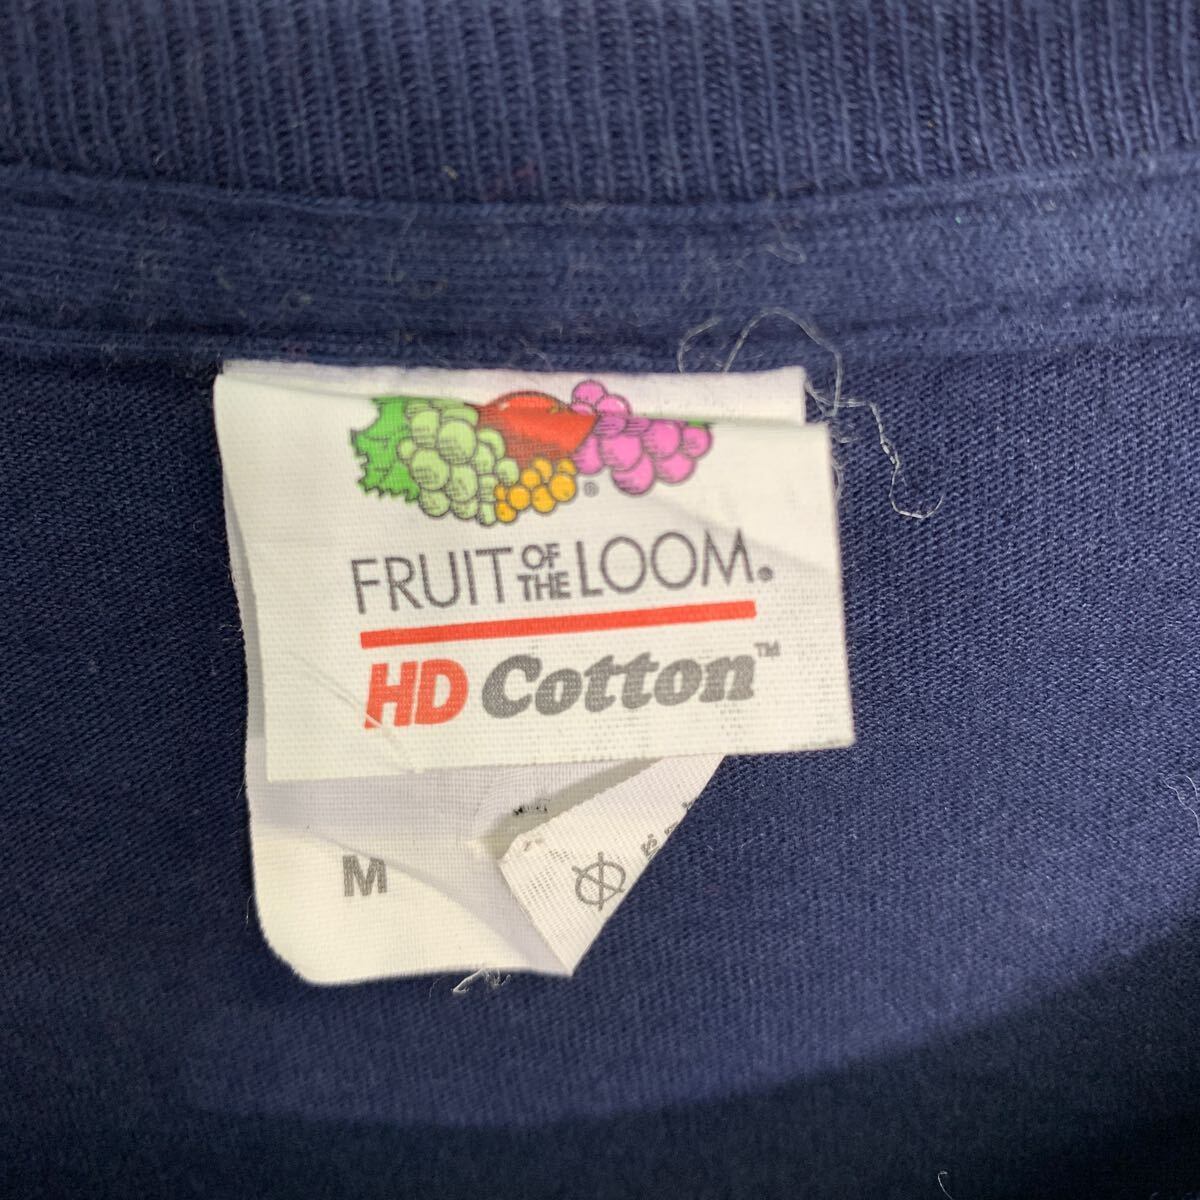 ®
FRUIT OF THE LOOM®
HD Cotton™
M